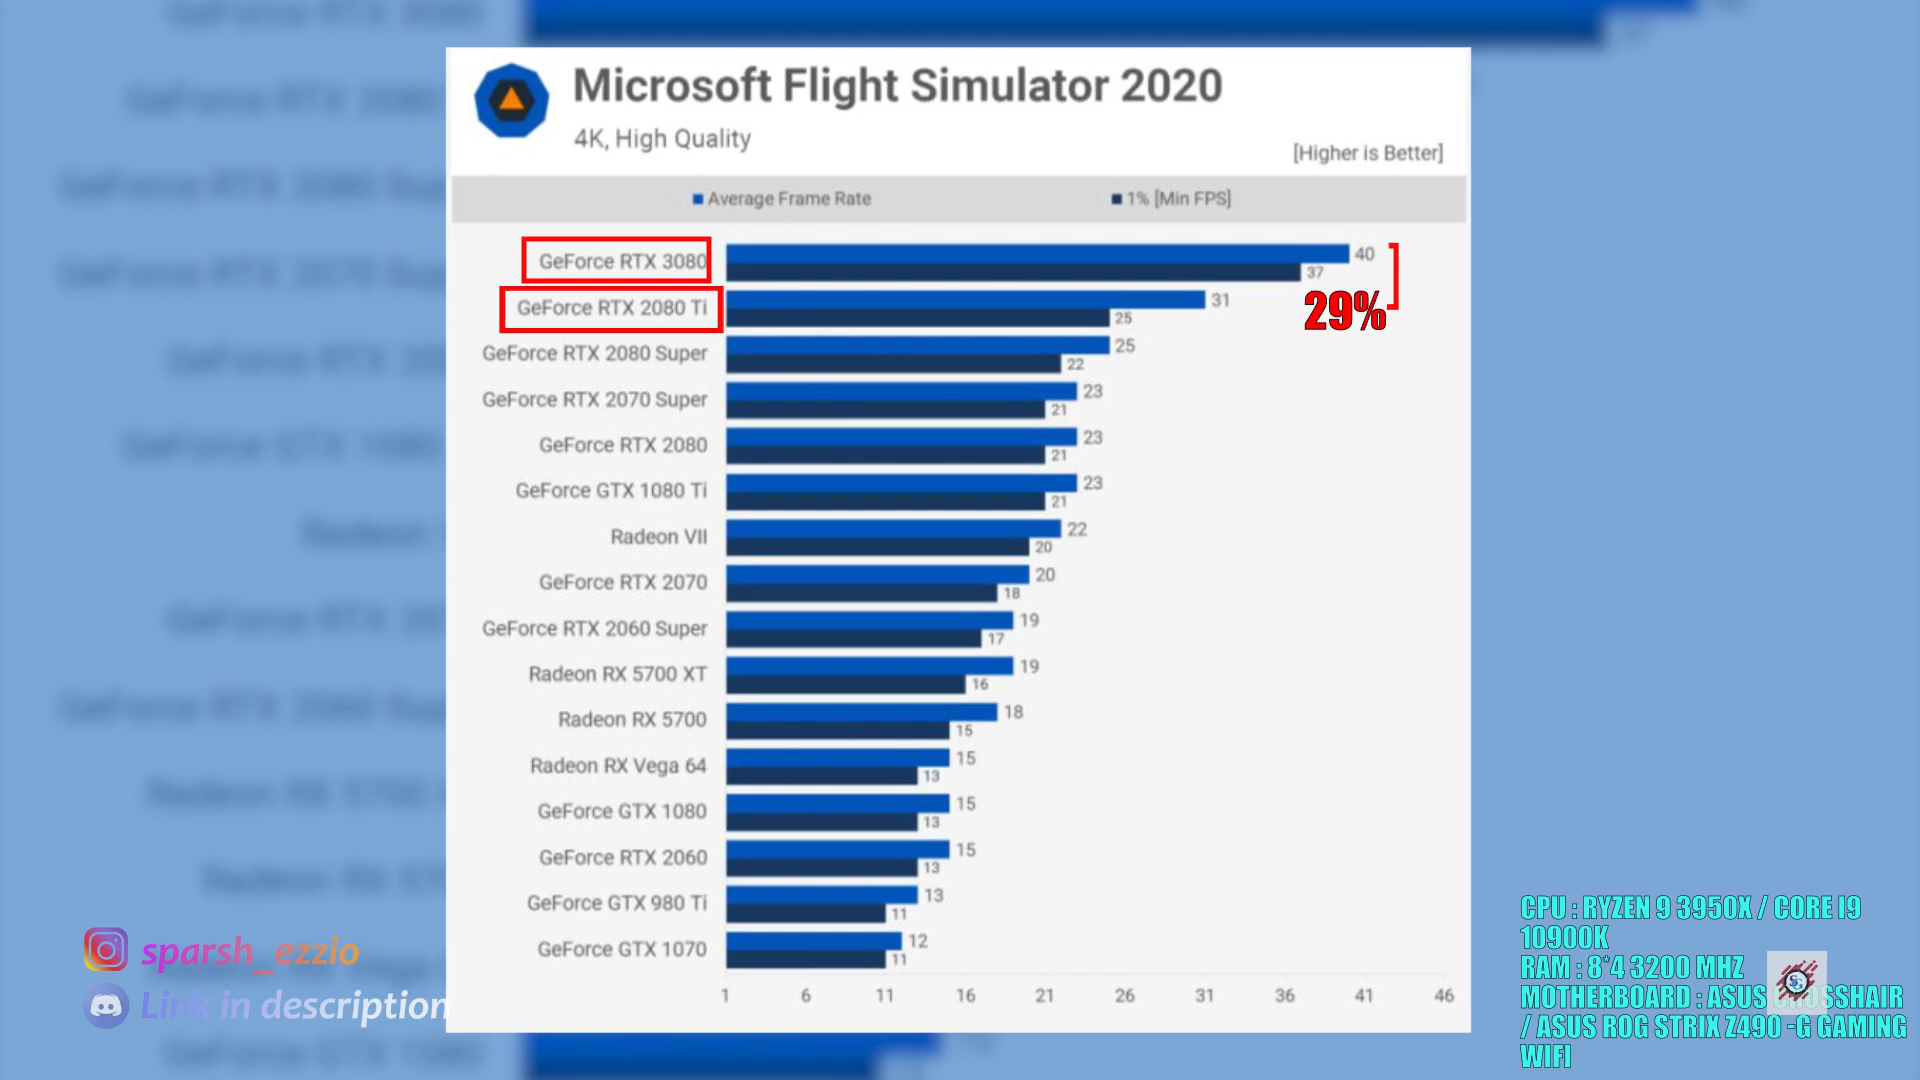 Microsoft Flight Simulator 2020
4K, High Quality
[Higher is Better]
Average Frame Rate 1% [Min FPS]
GeForce RTX 3080 40
37
GeForce RTX 2080 Ti 31
25
29%
GeForce RTX 2080 Super 25
22
GeForce RTX 2070 Super 23
21
GeForce RTX 2080 23
21
GeForce GTX 1080 Ti 23
21
Radeon VII 22
20
GeForce RTX 2070 20
18
GeForce RTX 2060 Super 19
17
Radeon RX 5700 XT 19
16
Radeon RX 5700 18
15
Radeon RX Vega 64 15
13
GeForce GTX 1080 15
13
GeForce RTX 2060 15
13
GeForce GTX 980 Ti 13
11
GeForce GTX 1070 12
11
1 6 11 16 21 26 31 36 41 46
sparsh_ezzio
Link in description
CPU : RYZEN 9 3950X / CORE I9
10900K
RAM : 8*4 3200 MHZ
MOTHERBOARD : ASUS CROSSHAIR
/ ASUS ROG STRIX Z490 -G GAMING
WIFI